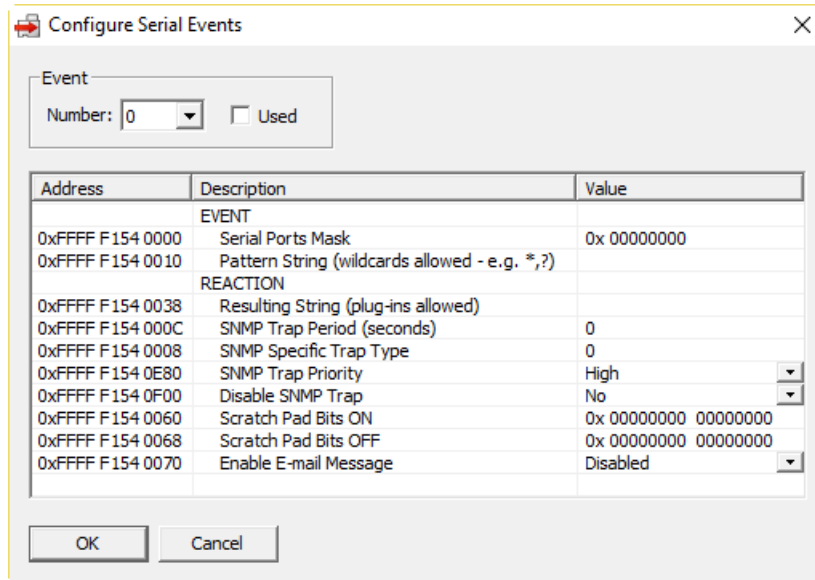 Configure Serial Events
Event
Number: 0 Used
Address Description Value
EVENT
0xFFFF F154 0000 Serial Ports Mask 0x 00000000
0xFFFF F154 0010 Pattern String (wildcards allowed - e.g. *,?)
REACTION
0xFFFF F154 0038 Resulting String (plug-ins allowed)
0xFFFF F154 000C SNMP Trap Period (seconds) 0
0xFFFF F154 0008 SNMP Specific Trap Type 0
0xFFFF F154 0E80 SNMP Trap Priority High
0xFFFF F154 0F00 Disable SNMP Trap No
0xFFFF F154 0060 Scratch Pad Bits ON 0x 00000000 00000000
0xFFFF F154 0068 Scratch Pad Bits OFF 0x 00000000 00000000
0xFFFF F154 0070 Enable E-mail Message Disabled
OK Cancel